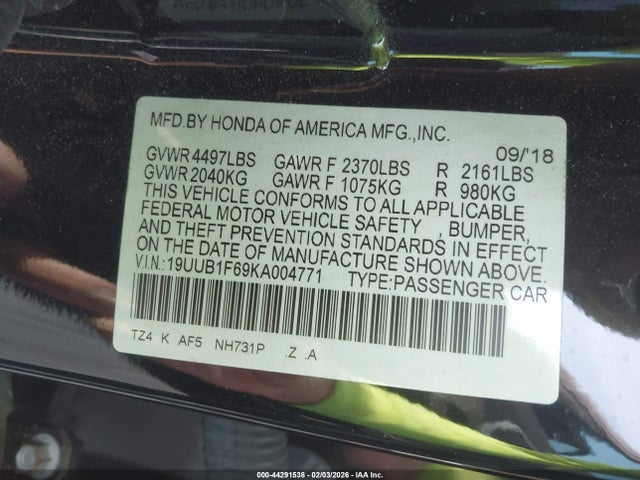 MFD.BY HONDA OF AMERICA MFG.,INC.
09/'18
GVWR 4497LBS GAWR F 2370LBS R 2161LBS
GVWR 2040KG GAWR F 1075KG R 980KG
THIS VEHICLE CONFORMS TO ALL APPLICABLE
FEDERAL MOTOR VEHICLE SAFETY , BUMPER,
AND THEFT PREVENTION STANDARDS IN EFFECT
ON THE DATE OF MANUFACTURE SHOWN ABOVE.
V.I.N.:19UUB1F69KA004771 TYPE:PASSENGER CAR
TZ4 K AF5 NH731P .Z .A
000-44291538 - 02/03/2026 - IAA Inc.